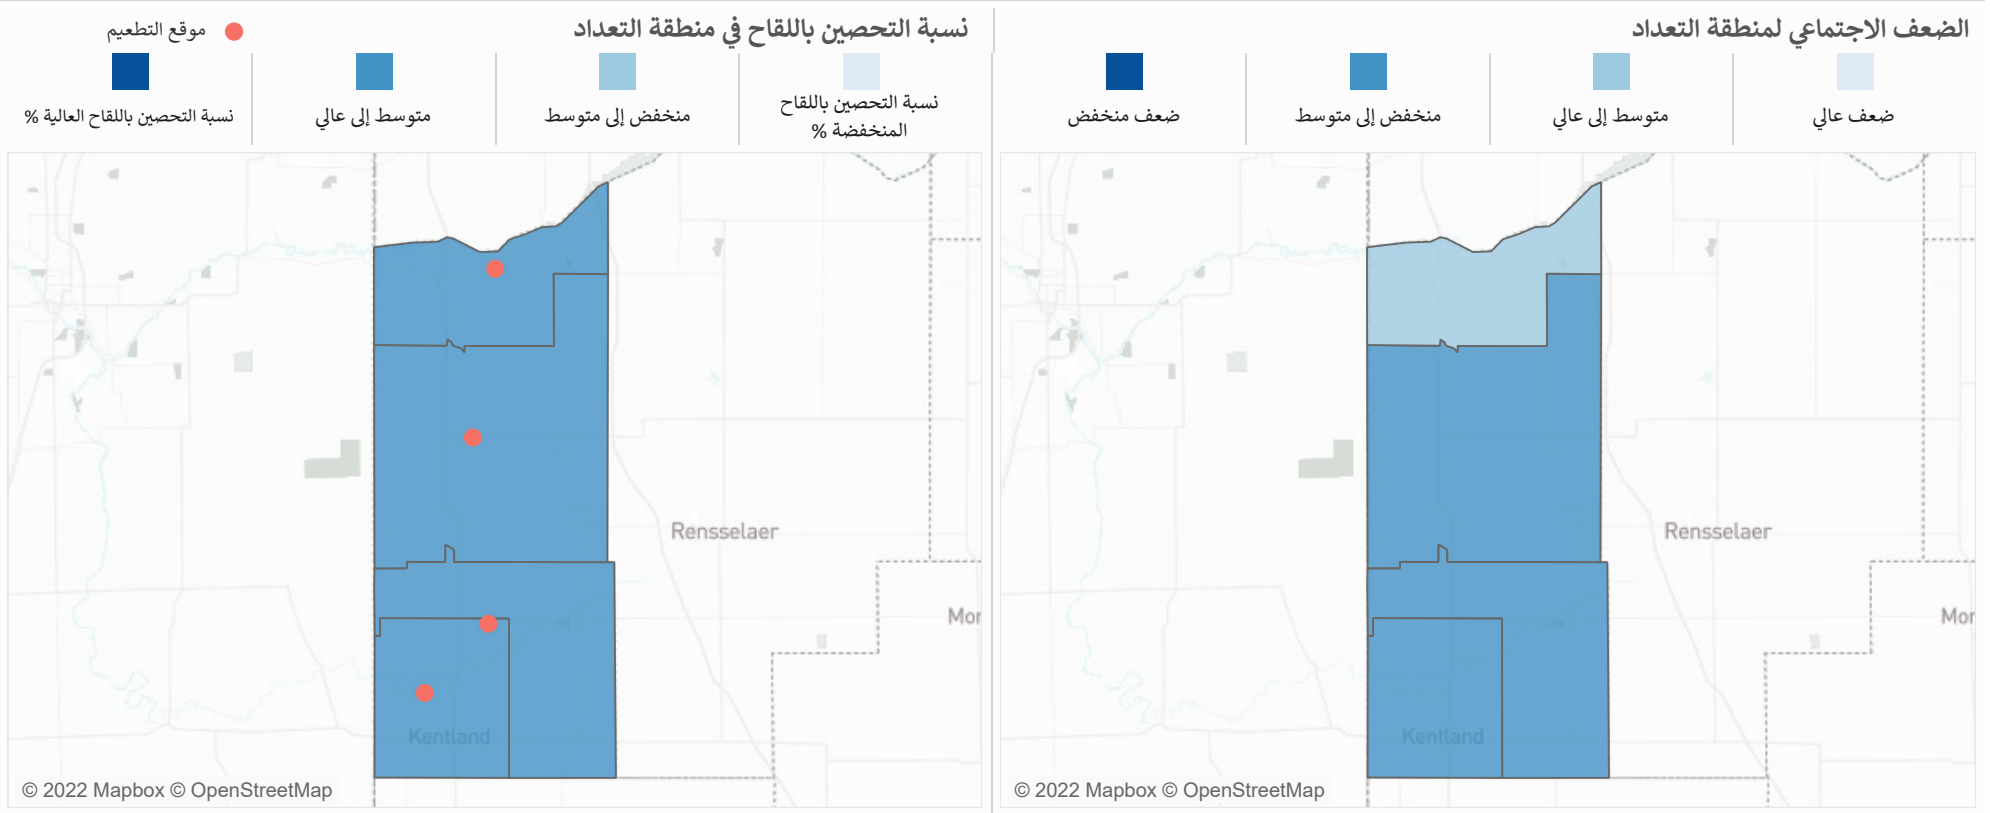 الضعف الاجتماعي لمنطقة التعداد
ضعف عالي
متوسط إلى عالي
منخفض إلى متوسط
ضعف منخفض
Rensselaer
Mor
Kentland
© 2022 Mapbox © OpenStreetMap
نسبة التحصين باللقاح في منطقة التعداد
موقع التطعيم
نسبة التحصين باللقاح
المنخفضة %
منخفض إلى متوسط
متوسط إلى عالي
نسبة التحصين باللقاح العالية %
Rensselaer
Mor
Kentland
© 2022 Mapbox © OpenStreetMap